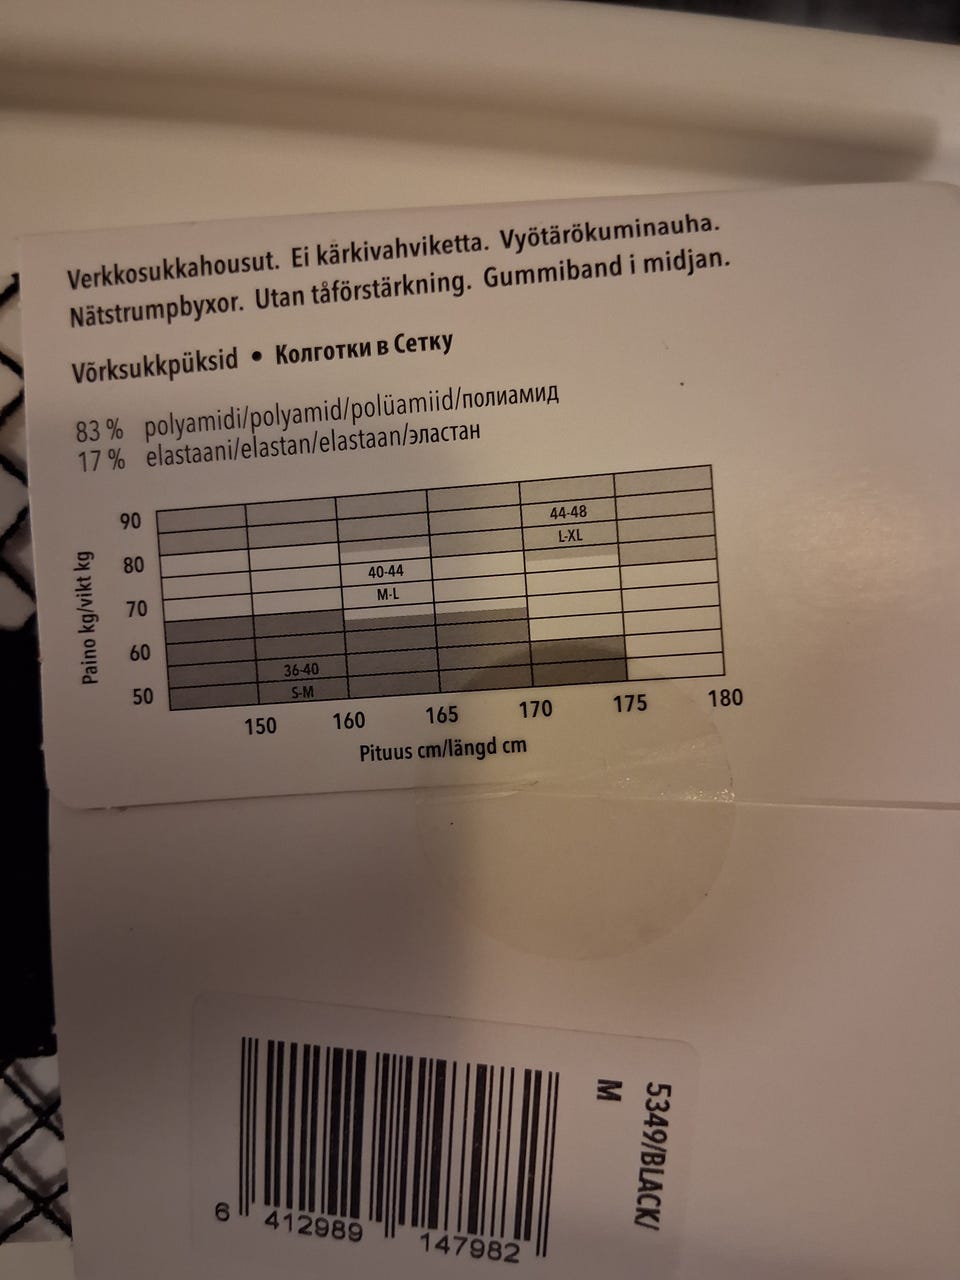 Verkkosukkahousut. Ei kärkivahviketta. Vyötärökuminauha.
Nätstrumpbyxor. Utan tåförstärkning. Gummiband i midjan.
Võrksukkpüksid • Колготки в Сетку
83 % polyamidi/polyamid/polüamiid/полиамид
17 % elastaani/elastan/elastaan/эластан
Paino kg/vikt kg
90
80
70
60
50
44-48
L-XL
40-44
M-L
36-40
S-M
150 160 165 170 175 180
Pituus cm/längd cm
5349/BLACK/
M
6 412989 147982